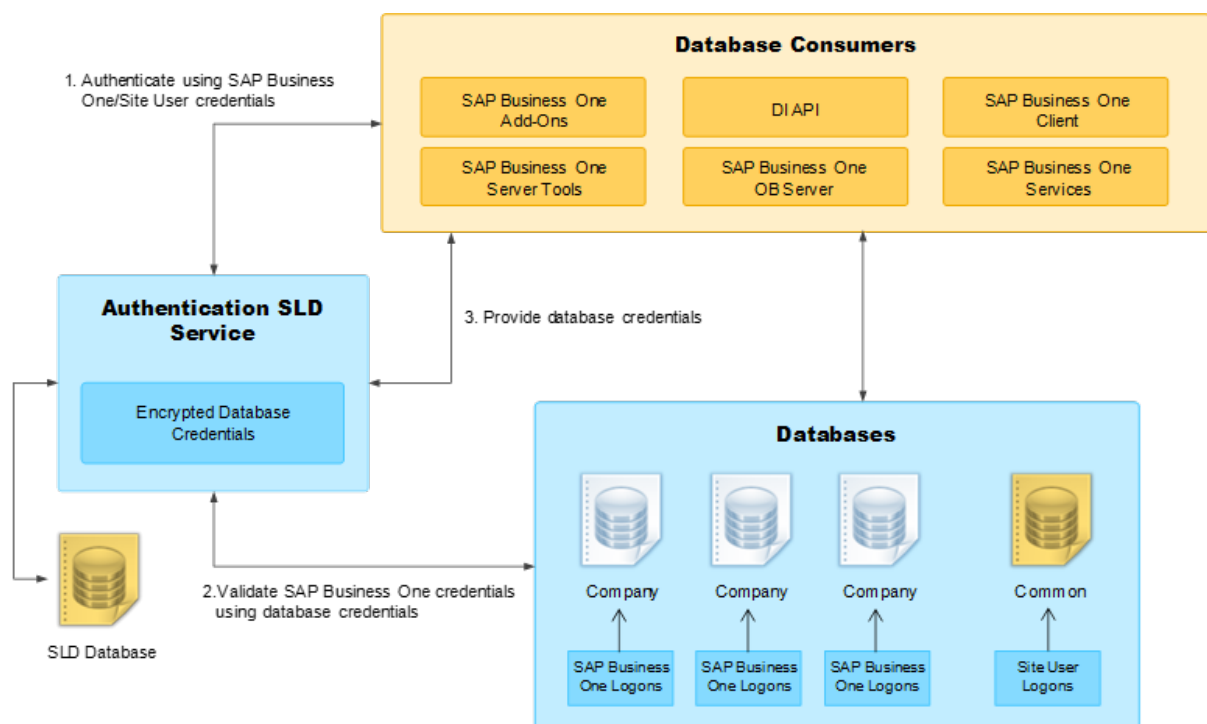 Database Consumers
1. Authenticate using SAP Business
One/Site User credentials
SAP Business One
Add-Ons
DI API
SAP Business One
Client
SAP Business One
Server Tools
SAP Business One
OB Server
SAP Business One
Services
Authentication SLD
Service
3. Provide database credentials
Encrypted Database
Credentials
Databases
2.Validate SAP Business One credentials
using database credentials
Company
Company
Company
Common
SLD Database
SAP Business
One Logons
SAP Business
One Logons
SAP Business
One Logons
Site User
Logons